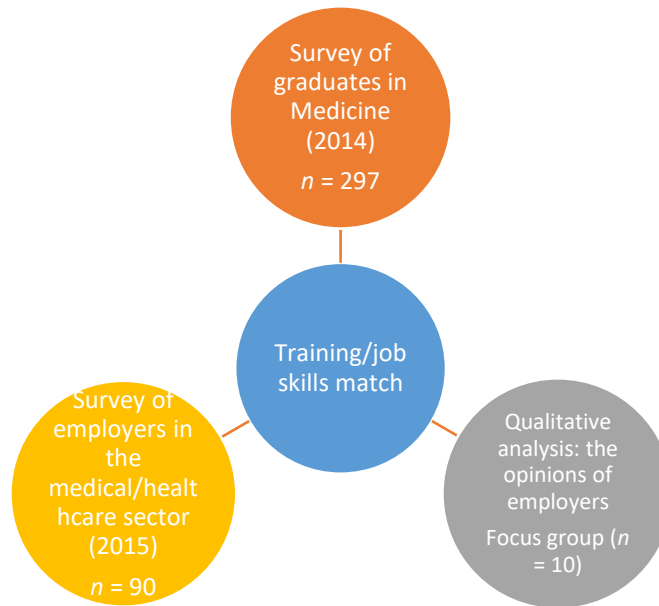 Survey of
graduates in
Medicine
(2014)
n = 297
Training/job
skills match
Survey of
employers in
the
medical/healt
hcare sector
(2015)
n = 90
Qualitative
analysis: the
opinions of
employers
Focus group (n
= 10)